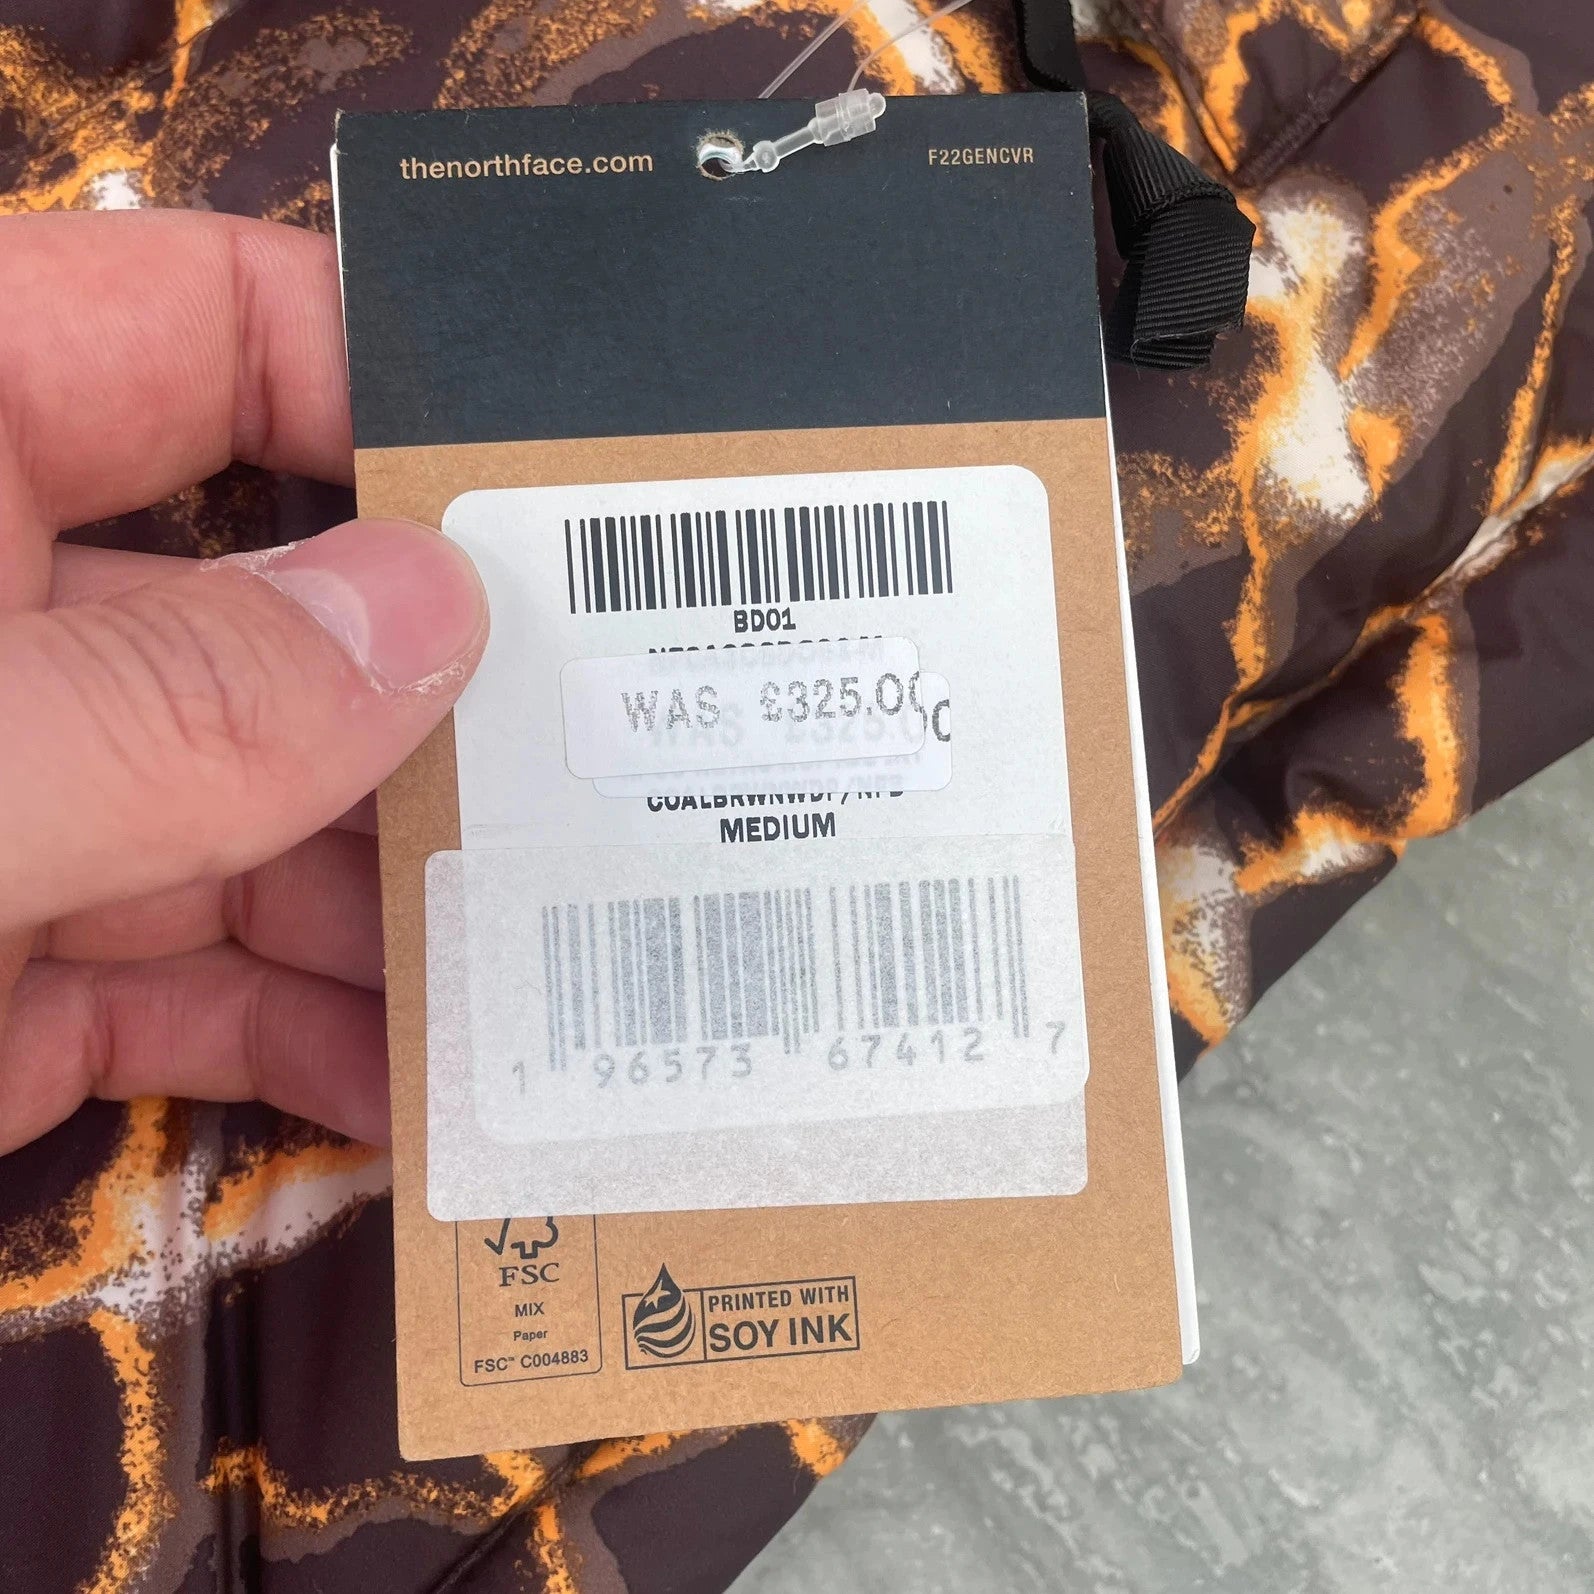 thenorthface.com
F22GENCVR
BD01
WAS £325.00
COALBRWNWDP/NFB
MEDIUM
1 96573 67412 7
FSC
MIX
Paper
FSC™ C004883
PRINTED WITH
SOY INK